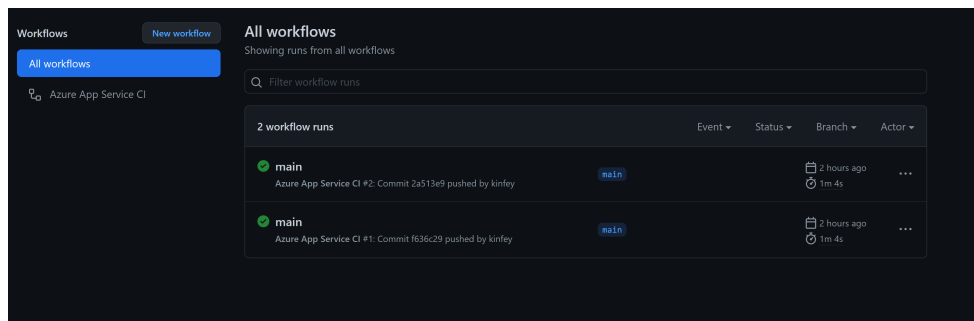 Workflows
New workflow
All workflows
Azure App Service CI
All workflows
Showing runs from all workflows
Filter workflow runs
2 workflow runs
Event
Status
Branch
Actor
main
Azure App Service CI #2: Commit 2a513e9 pushed by kinfey
main
2 hours ago
1m 4s
main
Azure App Service CI #1: Commit f636c29 pushed by kinfey
main
2 hours ago
1m 4s